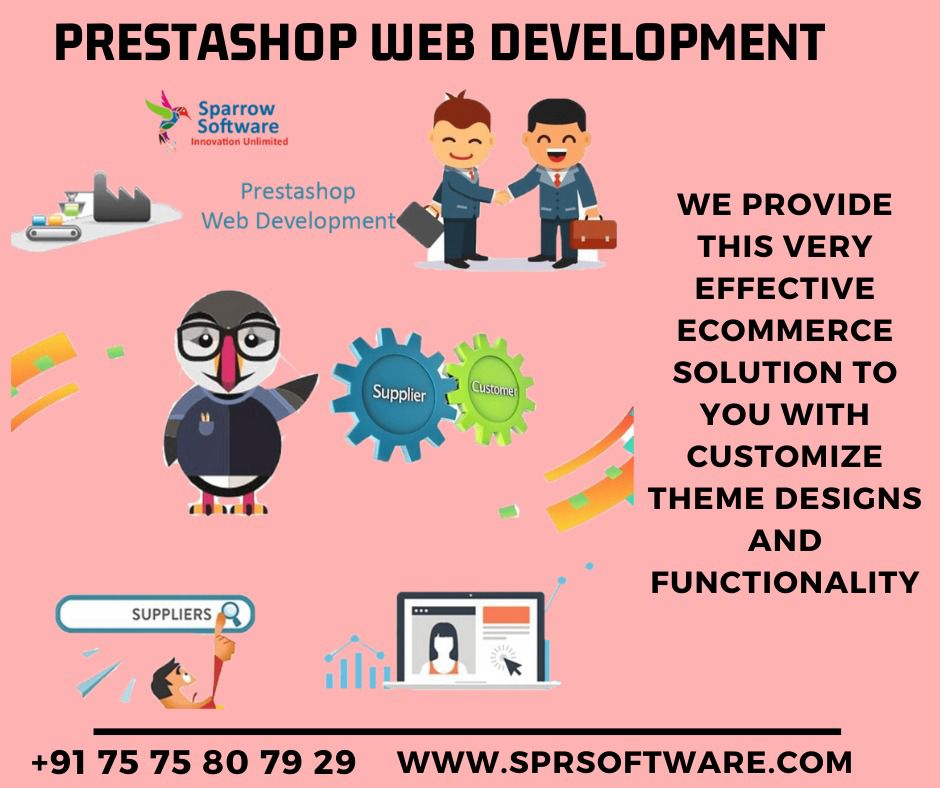 PRESTASHOP WEB DEVELOPMENT
Sparrow
Software
Innovation Unlimited
Prestashop
Web Development
WE PROVIDE
THIS VERY
EFFECTIVE
ECOMMERCE
SOLUTION TO
YOU WITH
CUSTOMIZE
THEME DESIGNS
AND
FUNCTIONALITY
Supplier
Customer
SUPPLIERS
+91 75 75 80 79 29
WWW.SPRSOFTWARE.COM